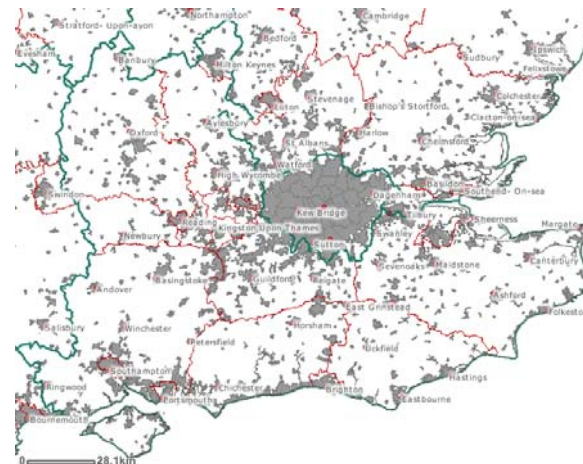 Northampton
Cambridge
Stratford- Upon-avon
Evesham
Banbury
Bedford
Sudbury
Ipswich
Milton Keynes
Felixstowe
Colchester
Luton
Stevenage
Bishop's Stortford
Clacton-on-sea
Aylesbury
Oxford
St Albans
Harlow
Chelmsford
Watford
High Wycombe
Basildon
Southend- On-sea
Dagenham
Swindon
Kew Bridge
Tilbury
Sheerness
Reading
Kingston Upon Thames
Margate
Newbury
Swanley
Sutton
Canterbury
Sevenoaks
Maidstone
Basingstoke
Guildford
Reigate
Andover
Ashford
East Grinstead
Folkesto
Salisbury
Winchester
Horsham
Petersfield
Uckfield
Southampton
Hastings
Ringwood
Chichester
Brighton
Portsmouth
Eastbourne
Bournemouth
0 28.1km